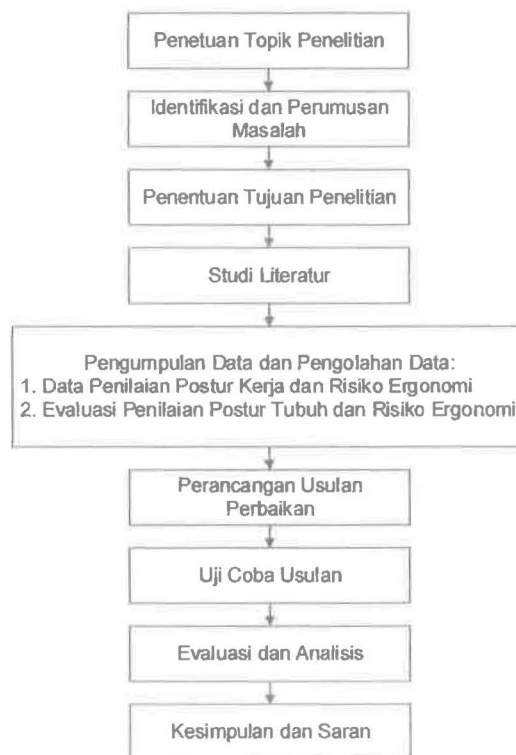 Penetuan Topik Penelitian
Identifikasi dan Perumusan
Masalah
Penentuan Tujuan Penelitian
Studi Literatur
Pengumpulan Data dan Pengolahan Data:
1. Data Penilaian Postur Kerja dan Risiko Ergonomi
2. Evaluasi Penilaian Postur Tubuh dan Risiko Ergonomi
Perancangan Usulan
Perbaikan
Uji Coba Usulan
Evaluasi dan Analisis
Kesimpulan dan Saran